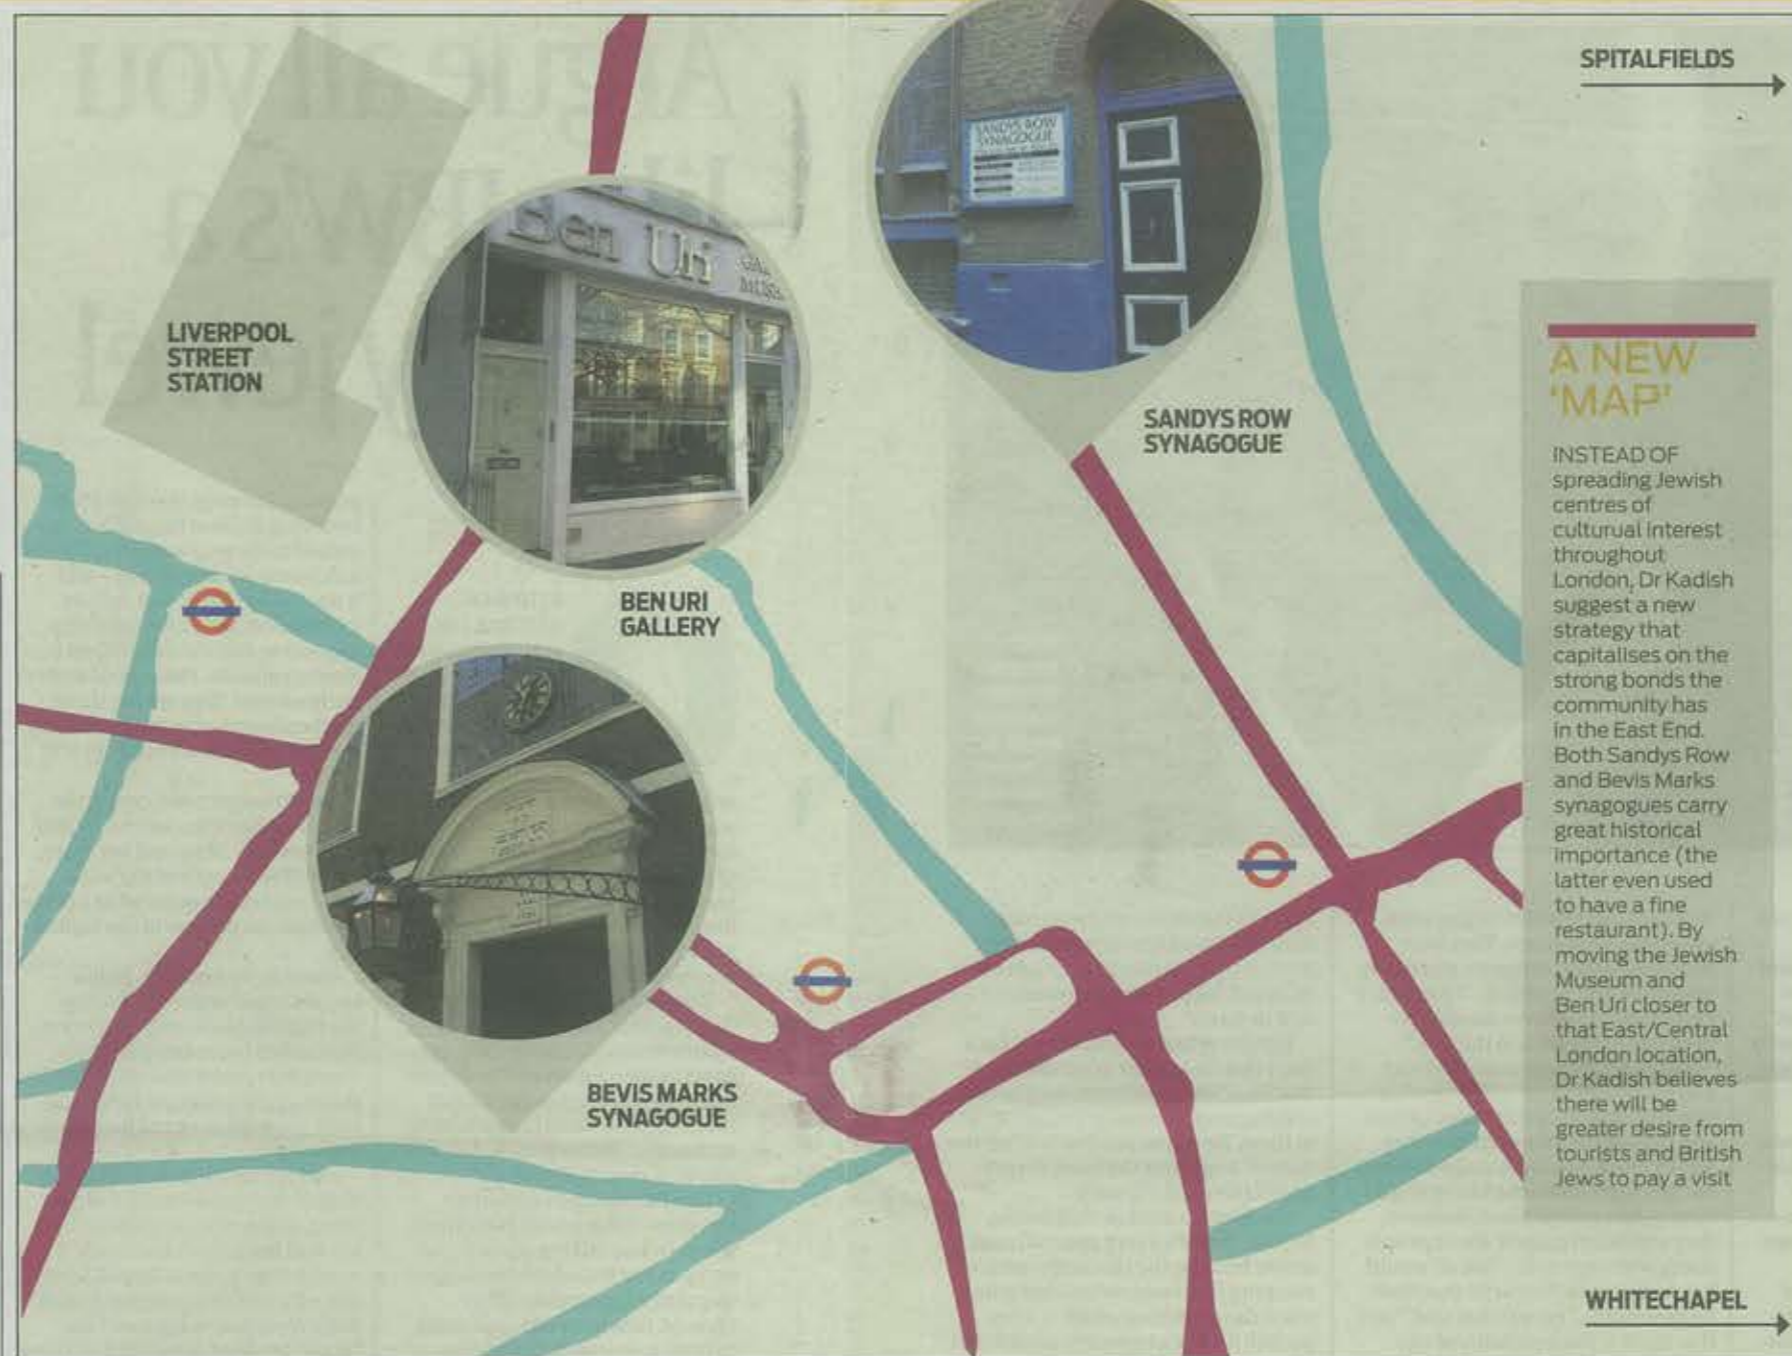 SPITALFIELDS
SANDYS ROW
SYNAGOGUE
Ben Uri
LIVERPOOL
STREET
STATION
SANDYS ROW
SYNAGOGUE
BEN URI
GALLERY
BEVIS MARKS
SYNAGOGUE
A NEW
'MAP'
INSTEAD OF
spreading Jewish
centres of
culturual interest
throughout
London, Dr Kadish
suggest a new
strategy that
capitalises on the
strong bonds the
community has
in the East End.
Both Sandys Row
and Bevis Marks
synagogues carry
great historical
importance (the
latter even used
to have a fine
restaurant). By
moving the Jewish
Museum and
Ben Uri closer to
that East/Central
London location,
Dr Kadish believes
there will be
greater desire from
tourists and British
Jews to pay a visit
WHITECHAPEL